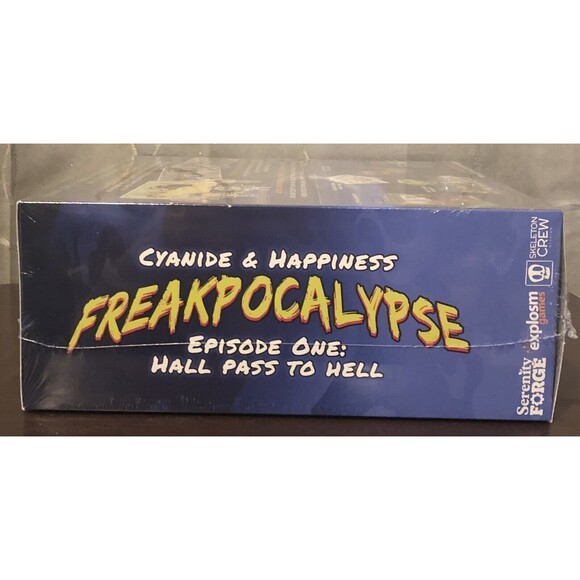 CYANIDE & HAPPINESS
FREAKPOCALYPSE
EPISODE ONE:
HALL PASS TO HELL
Serenity
FORGE
explosm
games
SKELETON
CREW